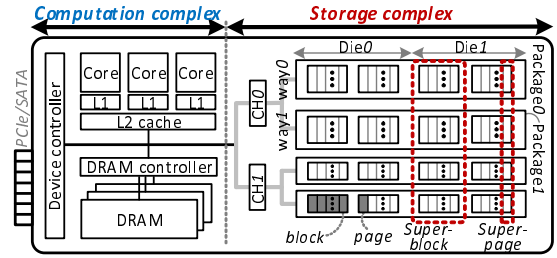 Computation complex
Storage complex
PCIe/SATA
Device controller
Core Core Core
L1 L1 L1
L2 cache
DRAM controller
DRAM
CH0
CH1
way0
way1
Die0 Die1
Package0
Package1
block page Super-block Super-page